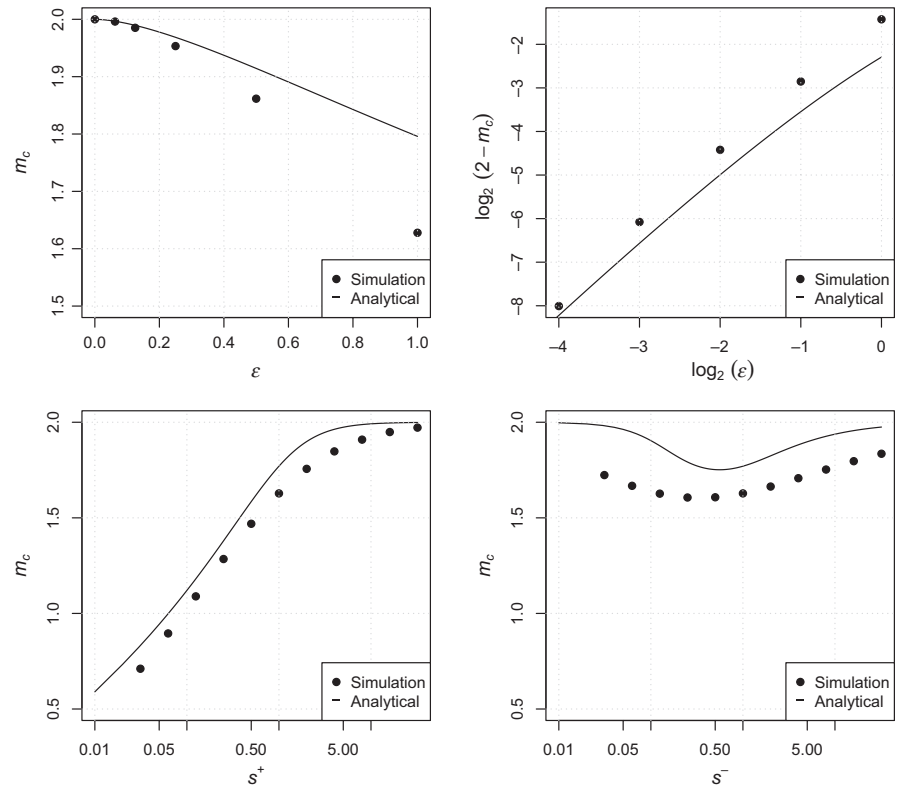 2.0
1.9
1.8
1.7
1.6
1.5
m_c
0.0 0.2 0.4 0.6 0.8 1.0
ε
Simulation
Analytical
−2
−3
−4
−5
−6
−7
−8
log₂ (2 − m_c)
−4 −3 −2 −1 0
log₂ (ε)
Simulation
Analytical
2.0
1.5
1.0
0.5
m_c
0.01 0.05 0.50 5.00
s⁺
Simulation
Analytical
2.0
1.5
1.0
0.5
m_c
0.01 0.05 0.50 5.00
s⁻
Simulation
Analytical